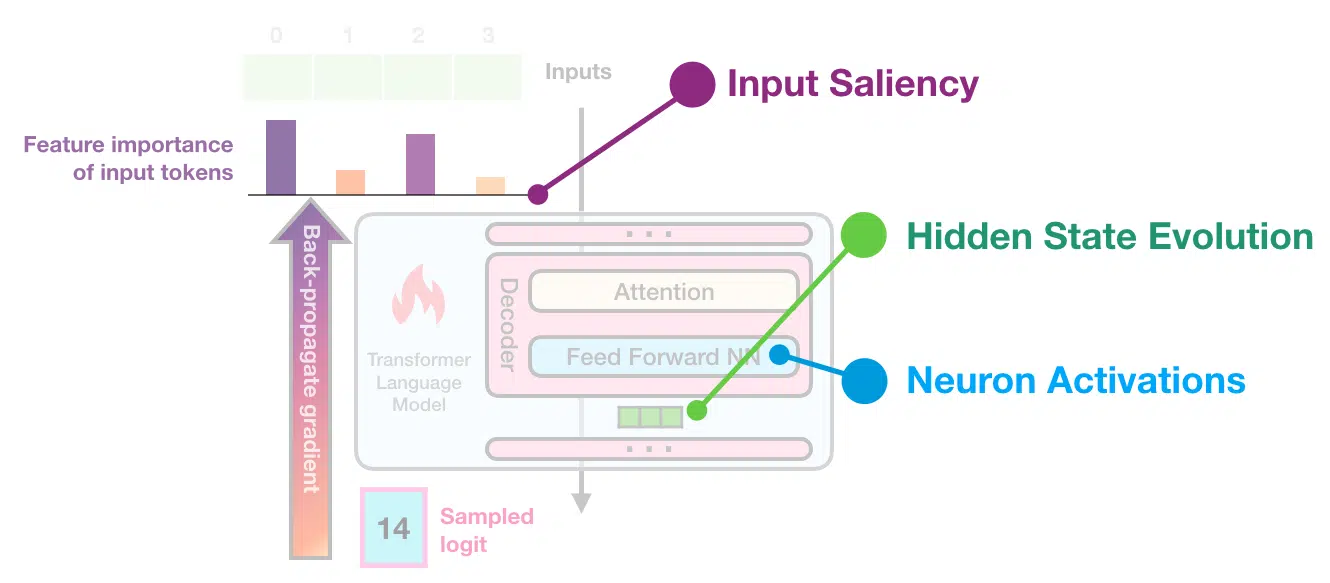 0 1 2 3
Inputs
Input Saliency
Feature importance
of input tokens
Back-propagate gradient
Hidden State Evolution
Decoder
Attention
Feed Forward NN
Transformer
Language
Model
Neuron Activations
14
Sampled
logit